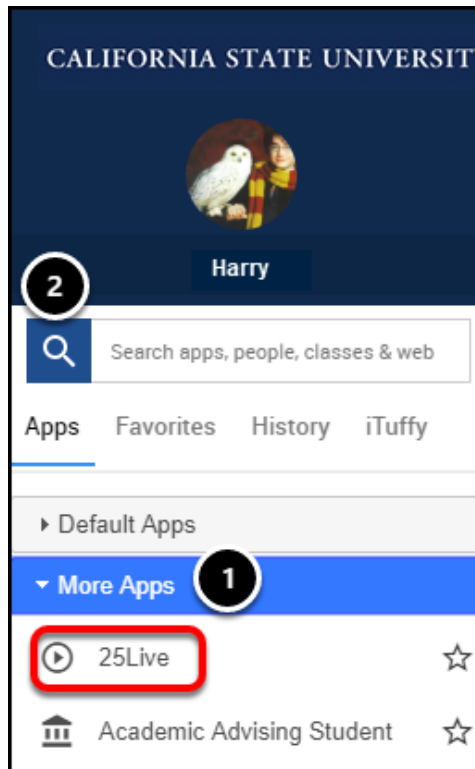 CALIFORNIA STATE UNIVERSIT
Harry
2
Search apps, people, classes & web
Apps Favorites History iTuffy
Default Apps
More Apps 1
25Live
Academic Advising Student